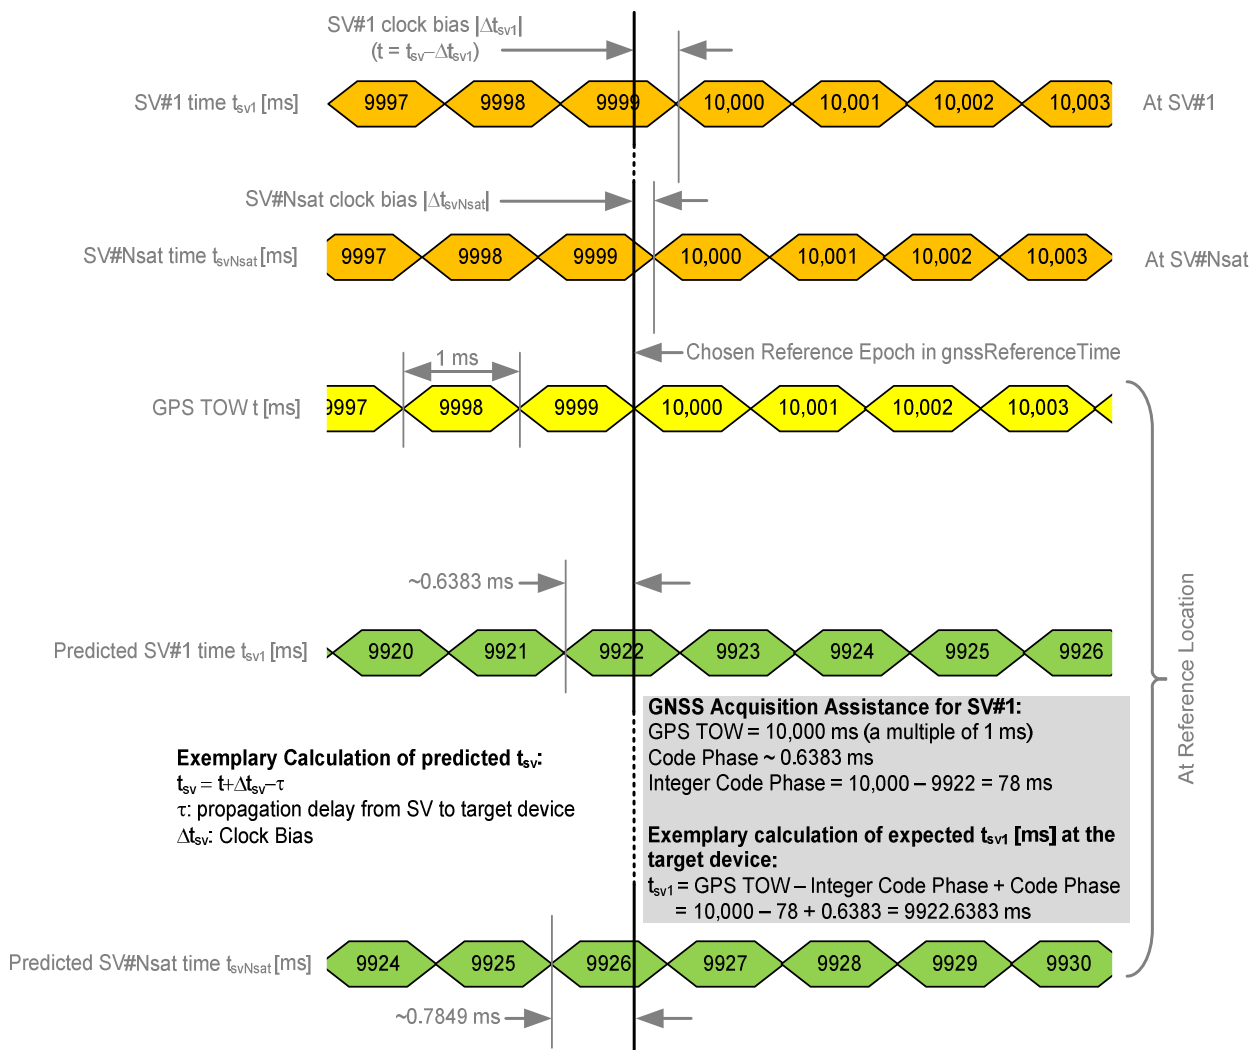 SV#1 clock bias |Δtsv1|
(t = tsv–Δtsv1)
SV#1 time tsv1 [ms]
9997
9998
9999
10,000
10,001
10,002
10,003
At SV#1
SV#Nsat clock bias |ΔtsvNsat|
SV#Nsat time tsvNsat [ms]
9997
9998
9999
10,000
10,001
10,002
10,003
At SV#Nsat
Chosen Reference Epoch in gnssReferenceTime
1 ms
GPS TOW t [ms]
9997
9998
9999
10,000
10,001
10,002
10,003
~0.6383 ms
Predicted SV#1 time tsv1 [ms]
9920
9921
9922
9923
9924
9925
9926
At Reference Location
GNSS Acquisition Assistance for SV#1:
GPS TOW = 10,000 ms (a multiple of 1 ms)
Code Phase ~ 0.6383 ms
Integer Code Phase = 10,000 – 9922 = 78 ms
Exemplary calculation of expected tsv1 [ms] at the
target device:
tsv1 = GPS TOW – Integer Code Phase + Code Phase
= 10,000 – 78 + 0.6383 = 9922.6383 ms
Exemplary Calculation of predicted tsv:
tsv = t+Δtsv–τ
τ: propagation delay from SV to target device
Δtsv: Clock Bias
Predicted SV#Nsat time tsvNsat [ms]
9924
9925
9926
9927
9928
9929
9930
~0.7849 ms